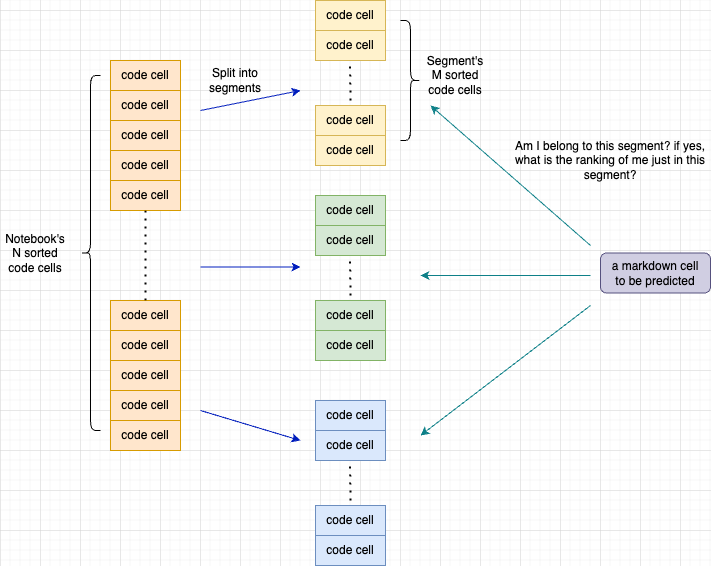 Notebook's
N sorted
code cells
code cell
code cell
code cell
code cell
code cell
code cell
code cell
code cell
code cell
code cell
Split into
segments
code cell
code cell
code cell
code cell
Segment's
M sorted
code cells
code cell
code cell
code cell
code cell
code cell
code cell
code cell
code cell
Am I belong to this segment? if yes,
what is the ranking of me just in this
segment?
a markdown cell
to be predicted